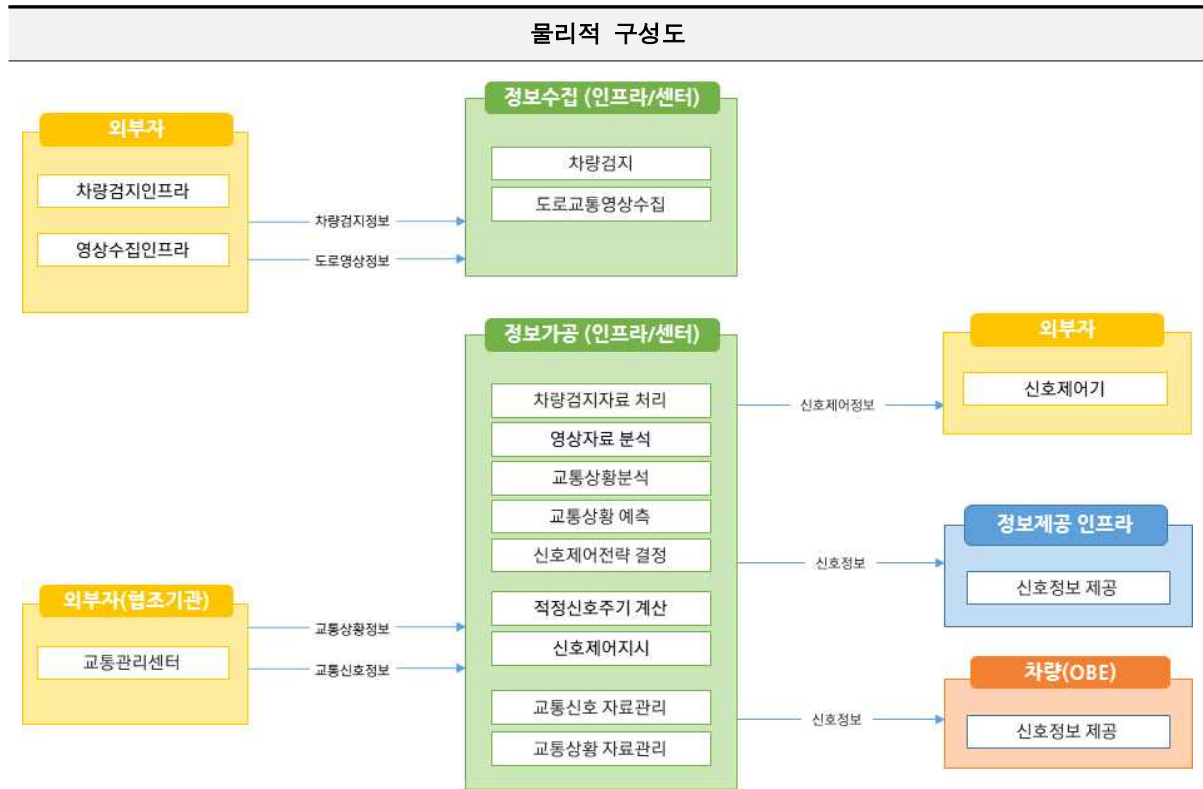 물리적 구성도
외부자
차량검지인프라
영상수집인프라
차량검지정보
도로영상정보
정보수집 (인프라/센터)
차량검지
도로교통영상수집
외부자(협조기관)
교통관리센터
교통상황정보
교통신호정보
정보가공 (인프라/센터)
차량검지자료 처리
영상자료 분석
교통상황분석
교통상황 예측
신호제어전략 결정
적정신호주기 계산
신호제어지시
교통신호 자료관리
교통상황 자료관리
신호제어정보
외부자
신호제어기
신호정보
정보제공 인프라
신호정보 제공
신호정보
차량(OBE)
신호정보 제공